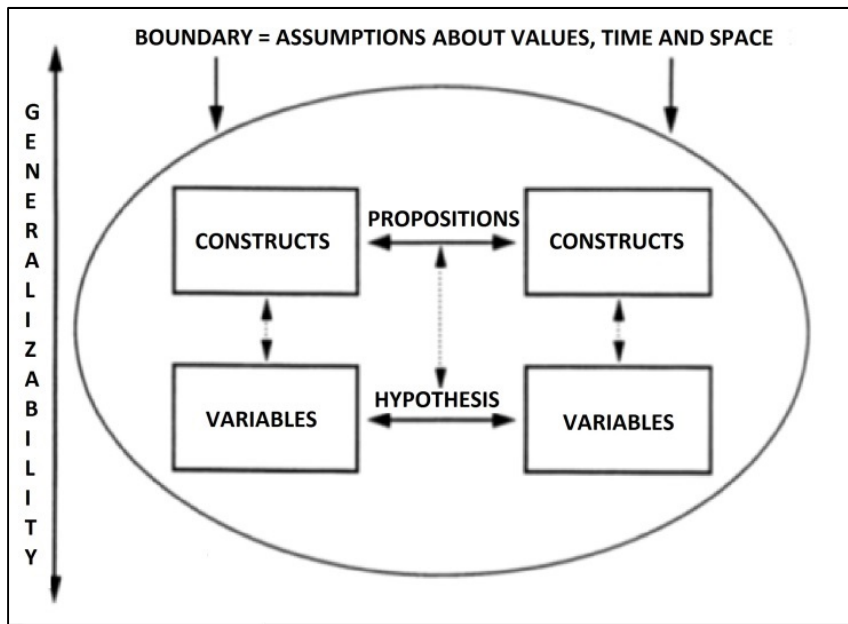 BOUNDARY = ASSUMPTIONS ABOUT VALUES, TIME AND SPACE
GENERALIZABILITY
CONSTRUCTS
PROPOSITIONS
CONSTRUCTS
VARIABLES
HYPOTHESIS
VARIABLES